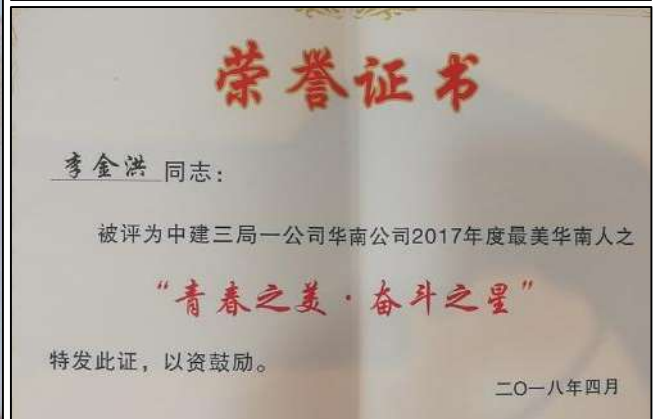 荣誉证书
李金洪 同志：
被评为中建三局一公司华南公司2017年度最美华南人之
“青春之美·奋斗之星”
特发此证，以资鼓励。
二〇一八年四月